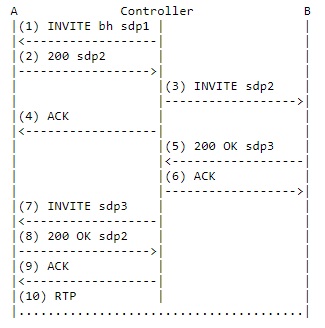 A Controller B
(1) INVITE bh sdp1
(2) 200 sdp2
(3) INVITE sdp2
(4) ACK
(5) 200 OK sdp3
(6) ACK
(7) INVITE sdp3
(8) 200 OK sdp2
(9) ACK
(10) RTP